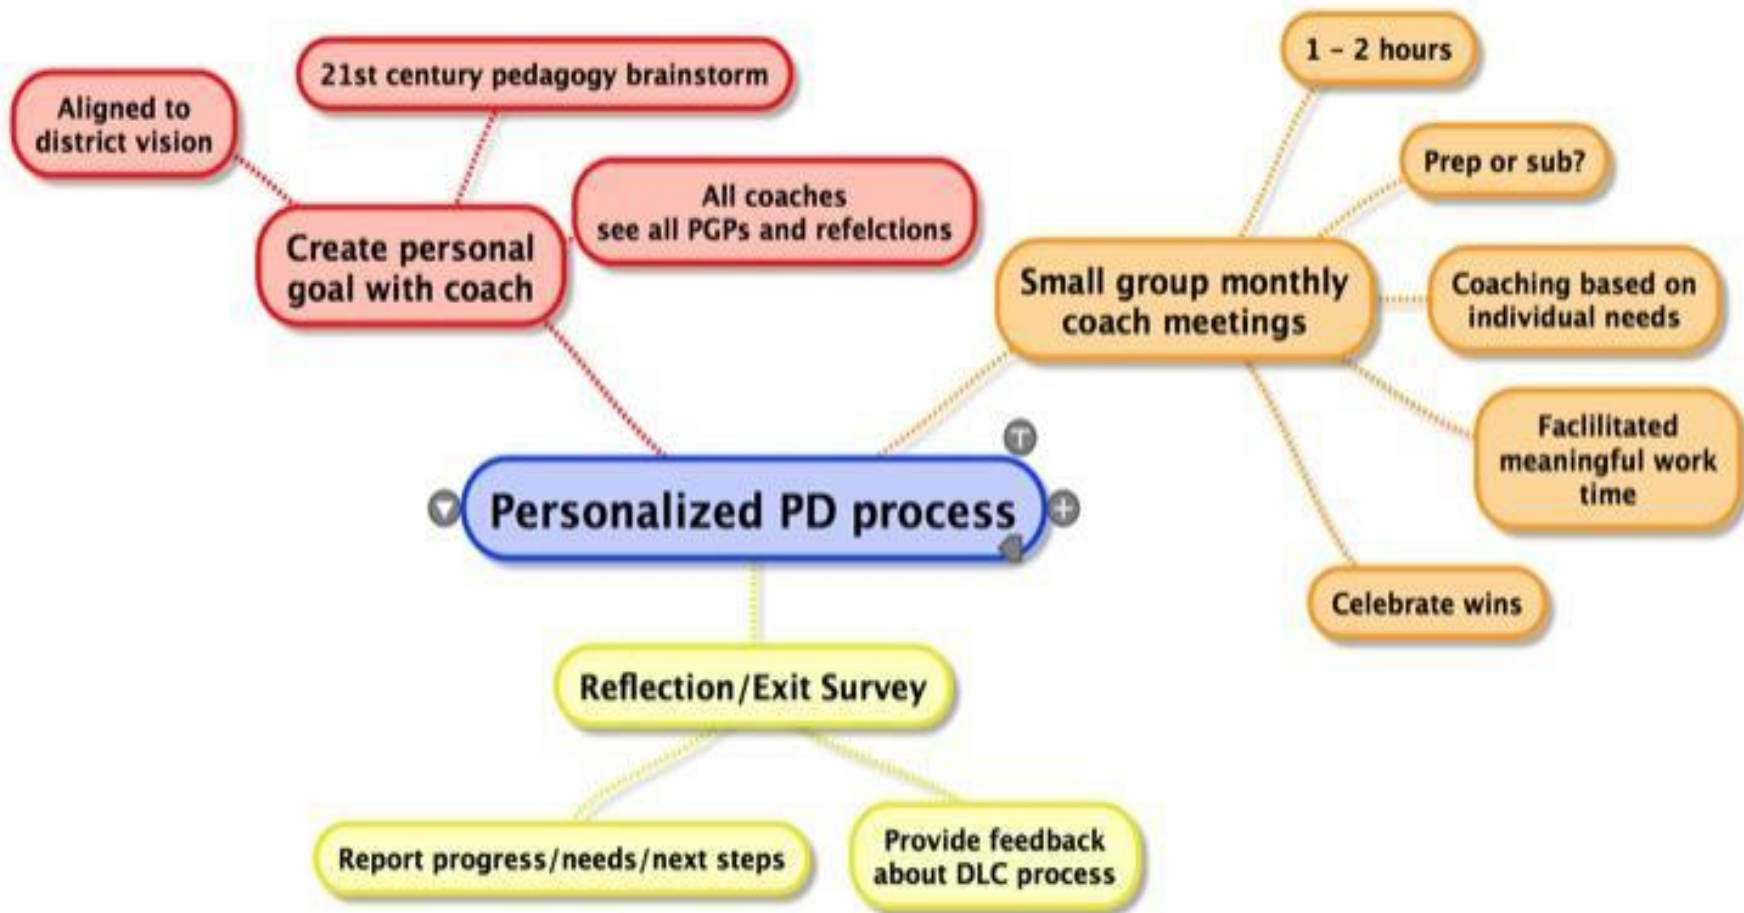 Aligned to
district vision
21st century pedagogy brainstorm
All coaches
see all PGPs and refelctions
Create personal
goal with coach
1 – 2 hours
Prep or sub?
Small group monthly
coach meetings
Coaching based on
individual needs
Faclilitated
meaningful work
time
Celebrate wins
Personalized PD process
Reflection/Exit Survey
Report progress/needs/next steps
Provide feedback
about DLC process